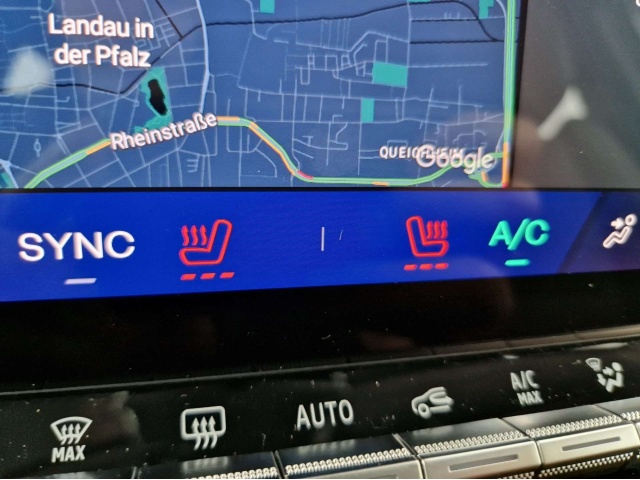 Landau in
der Pfalz
Rheinstraße
Google
SYNC
A/C
MAX
AUTO
A/C
MAX